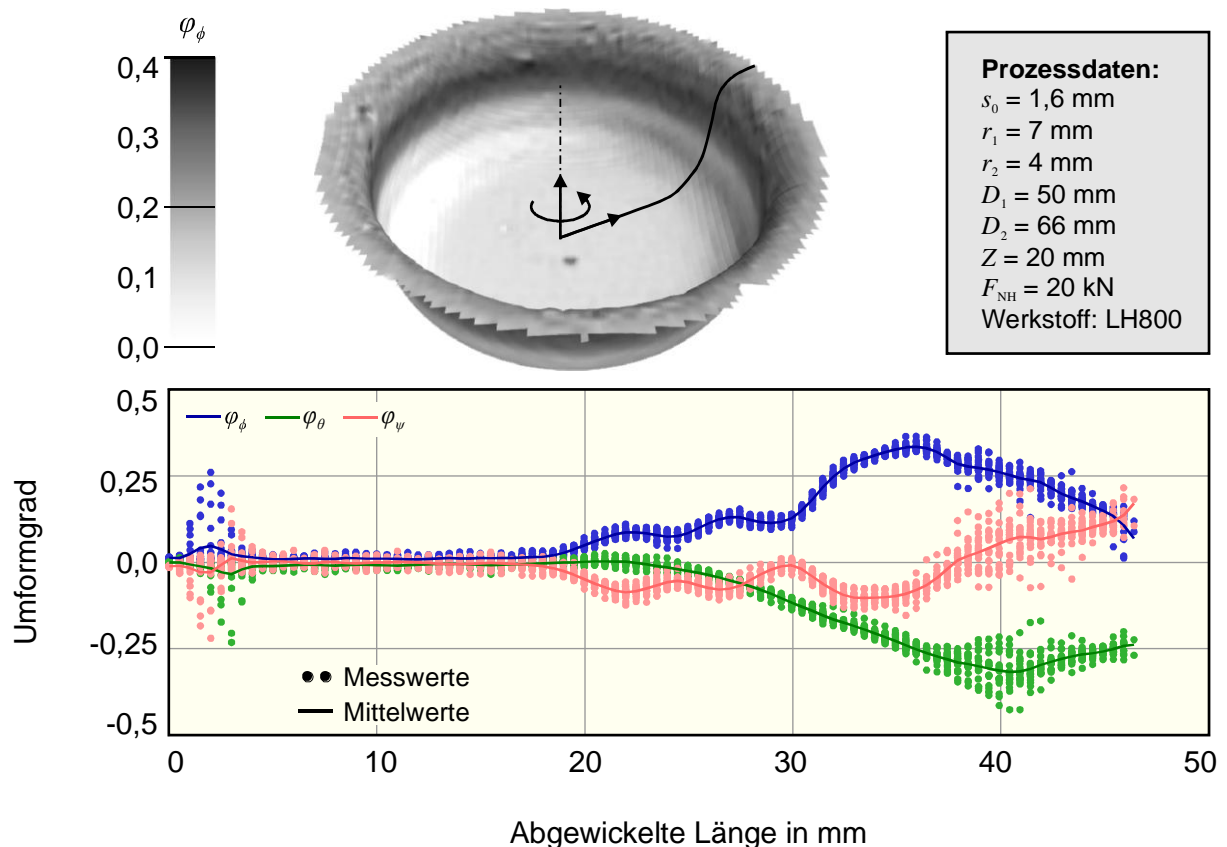 φ_ϕ
0,4
0,3
0,2
0,1
0,0
Prozessdaten:
s₀ = 1,6 mm
r₁ = 7 mm
r₂ = 4 mm
D₁ = 50 mm
D₂ = 66 mm
Z = 20 mm
F_NH = 20 kN
Werkstoff: LH800
Umformgrad
0,5
0,25
0,0
-0,25
-0,5
φ_ϕ φ_θ φ_ψ
Messwerte
Mittelwerte
0 10 20 30 40 50
Abgewickelte Länge in mm